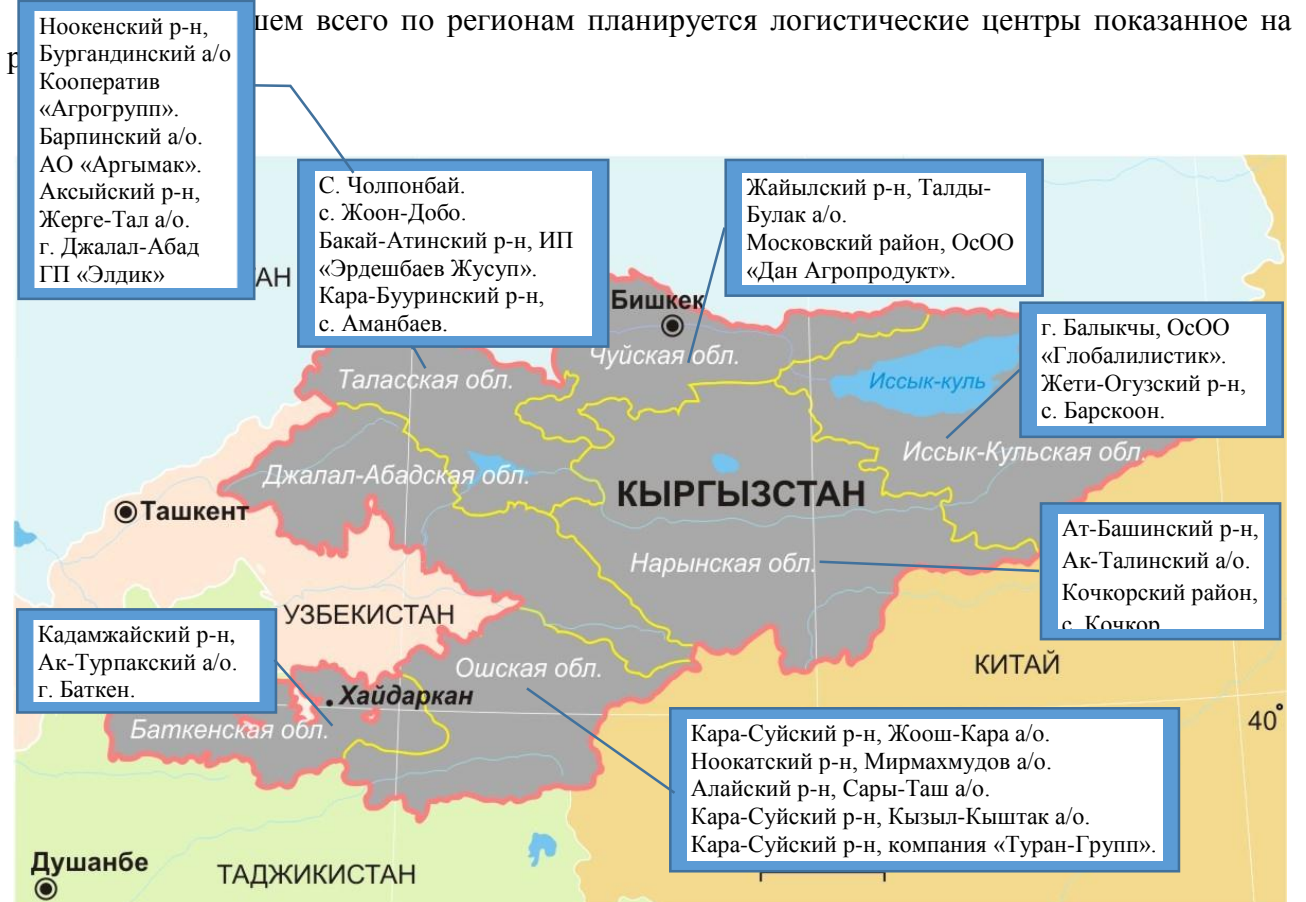 всего по регионам планируется логистические центры показанное на
Ноокенский р-н,
Бургандинский а/о
Кооператив
«Агрогрупп».
Барпинский а/о.
АО «Аргымак».
Аксыйский р-н,
Жерге-Тал а/о.
г. Джалал-Абад
ГП «Элдик»
С. Чолпонбай.
с. Жоон-Добо.
Бакай-Атинский р-н, ИП
«Эрдешбаев Жусуп».
Кара-Бууринский р-н,
с. Аманбаев.
Жайылский р-н, Талды-
Булак а/о.
Московский район, ОсОО
«Дан Агропродукт».
АН
Бишкек
Чуйская обл.
г. Балыкчы, ОсОО
«Глобалилистик».
Жети-Огузский р-н,
с. Барскоон.
Таласская обл.
Иссык-куль
Иссык-Кульская обл.
Джалал-Абадская обл.
КЫРГЫЗСТАН
Ташкент
Нарынская обл.
Ат-Башинский р-н,
Ак-Талинский а/о.
Кочкорский район,
с. Кочкор
УЗБЕКИСТАН
Кадамжайский р-н,
Ак-Турпакский а/о.
г. Баткен.
Ошская обл.
КИТАЙ
Хайдаркан
Баткенская обл.
40°
Кара-Суйский р-н, Жоош-Кара а/о.
Ноокатский р-н, Мирмахмудов а/о.
Алайский р-н, Сары-Таш а/о.
Кара-Суйский р-н, Кызыл-Кыштак а/о.
Кара-Суйский р-н, компания «Туран-Групп».
Душанбе
ТАДЖИКИСТАН